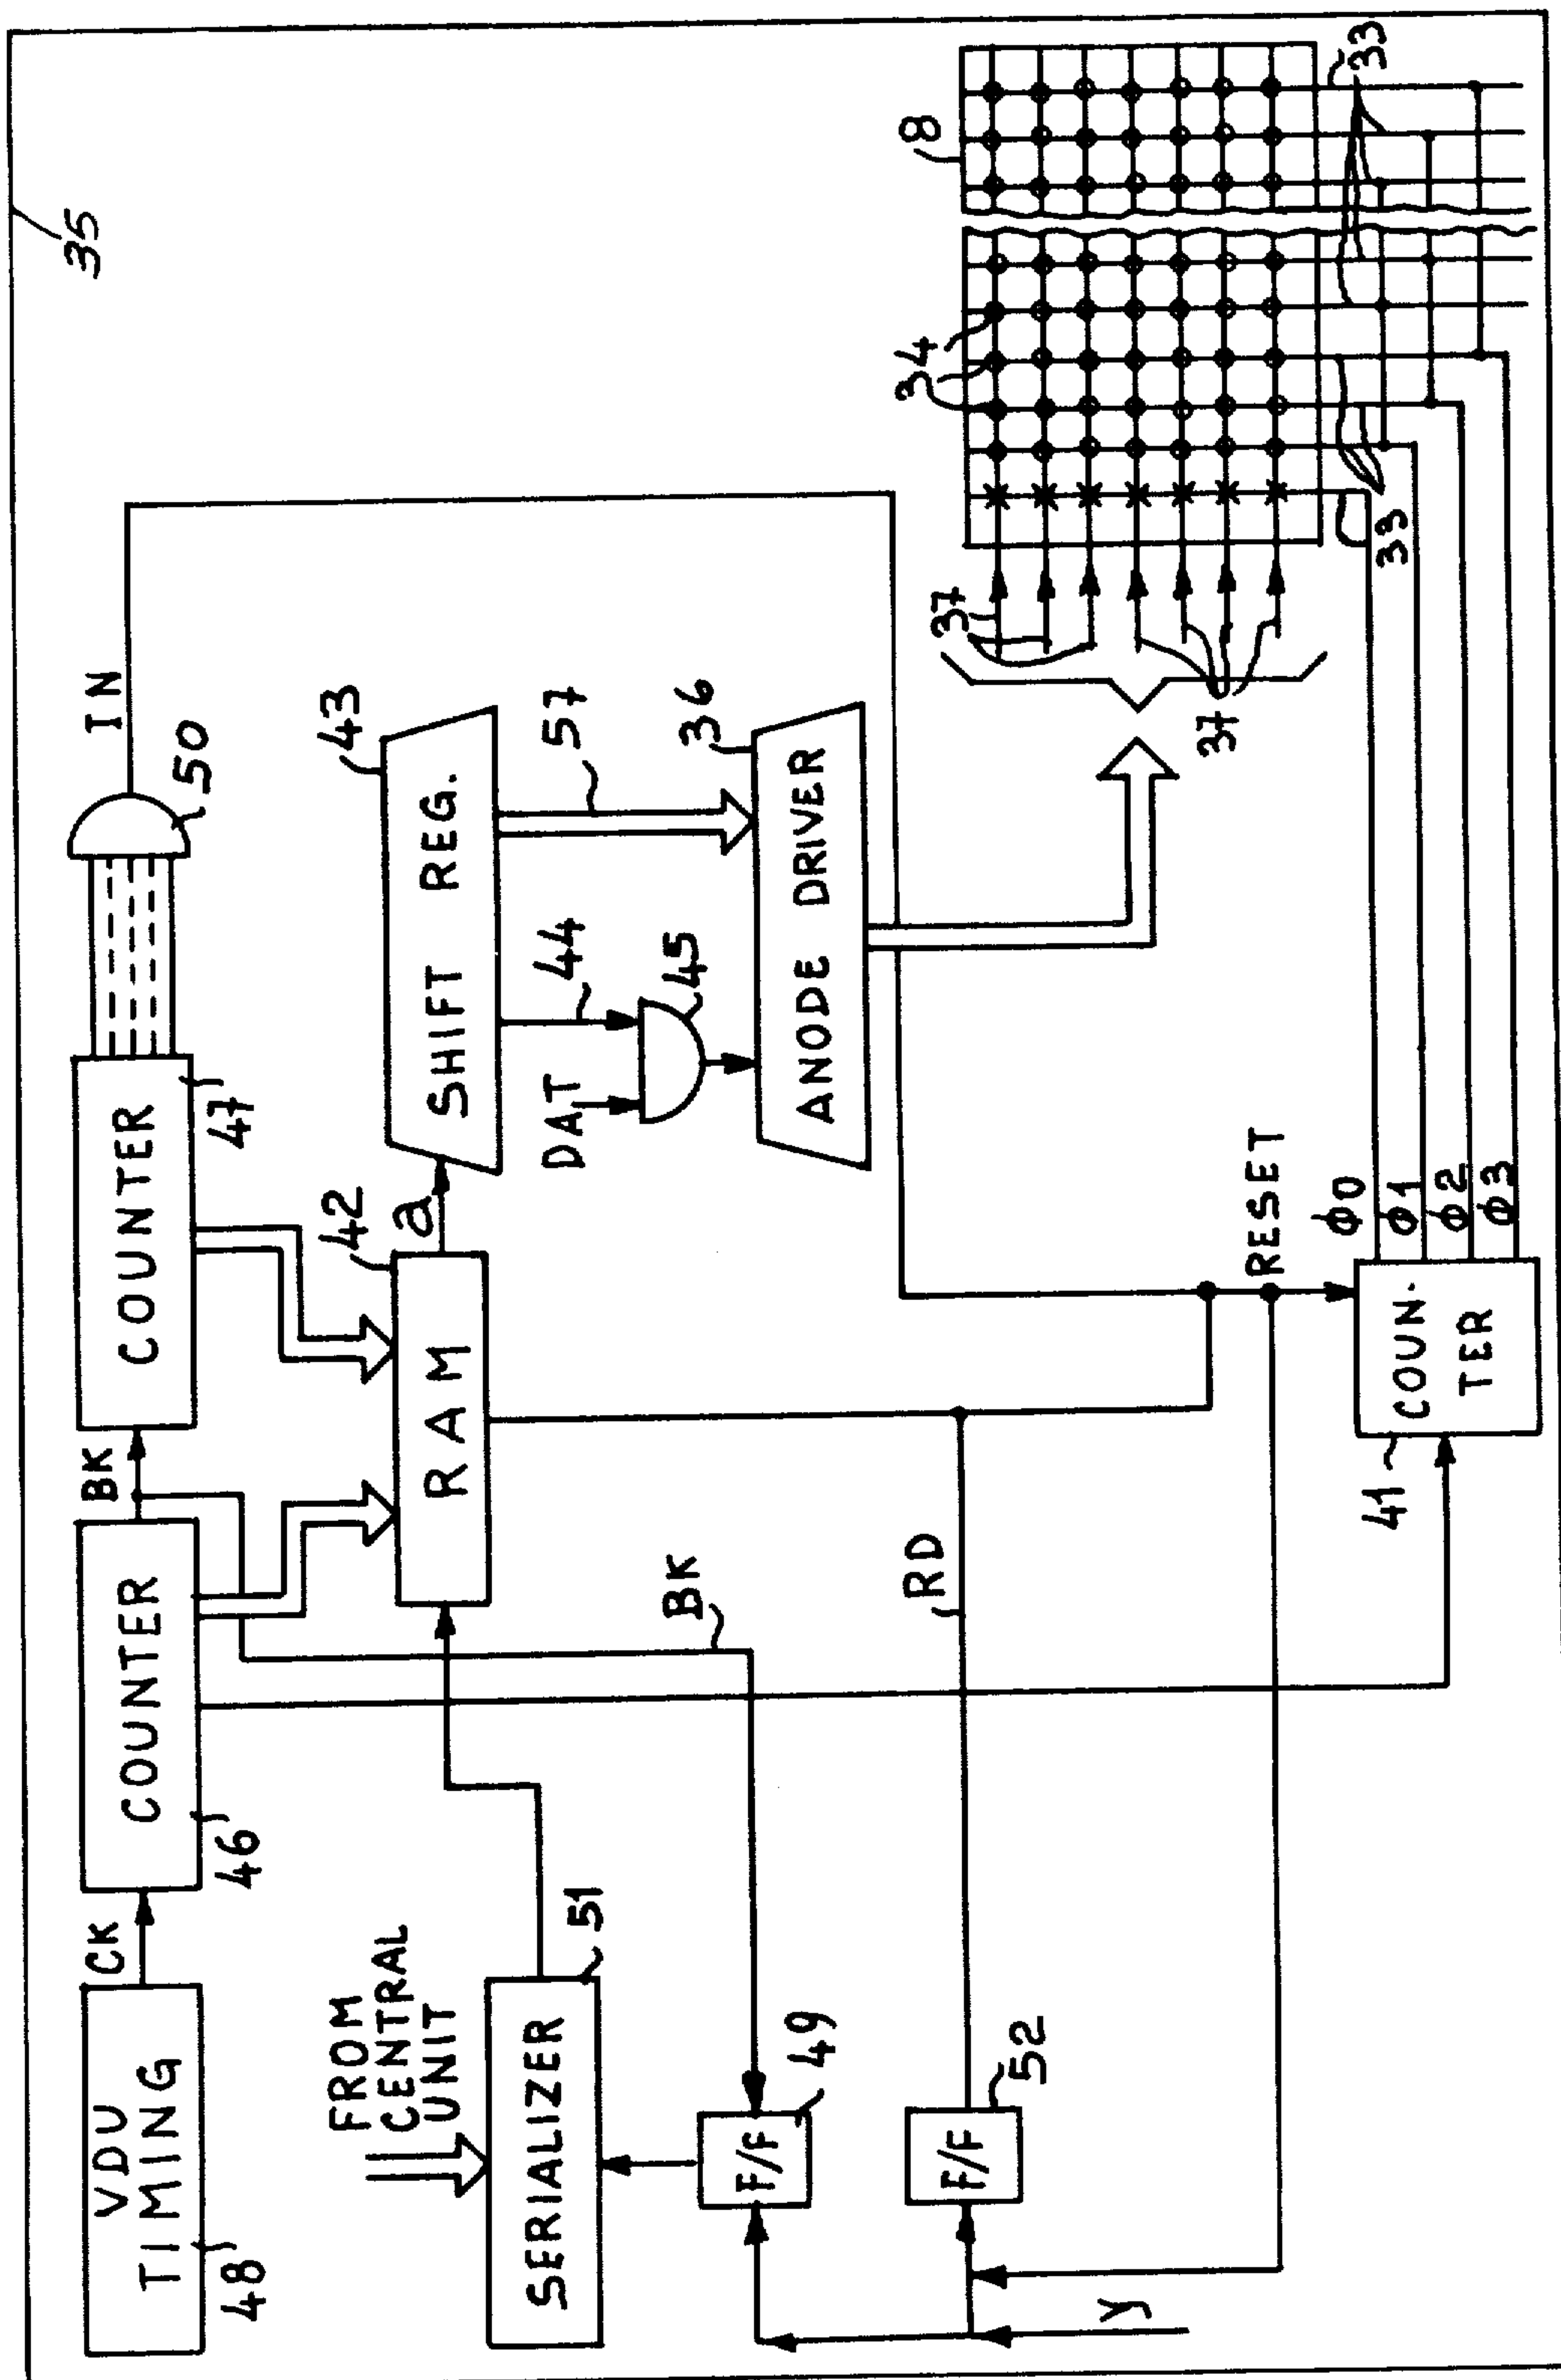 35
VDU
TIMING
48
CK
COUNTER
46
BK
COUNTER
47
50
IN
FROM
CENTRAL
UNIT
SERIALIZER
51
RAM
42
a
SHIFT REG.
43
DAT
44
45
57
ANODE DRIVER
36
F/F
49
BK
F/F
52
RD
y
RESET
COUN-
TER
41
φ0
φ1
φ2
φ3
37
37
34
8
33
33